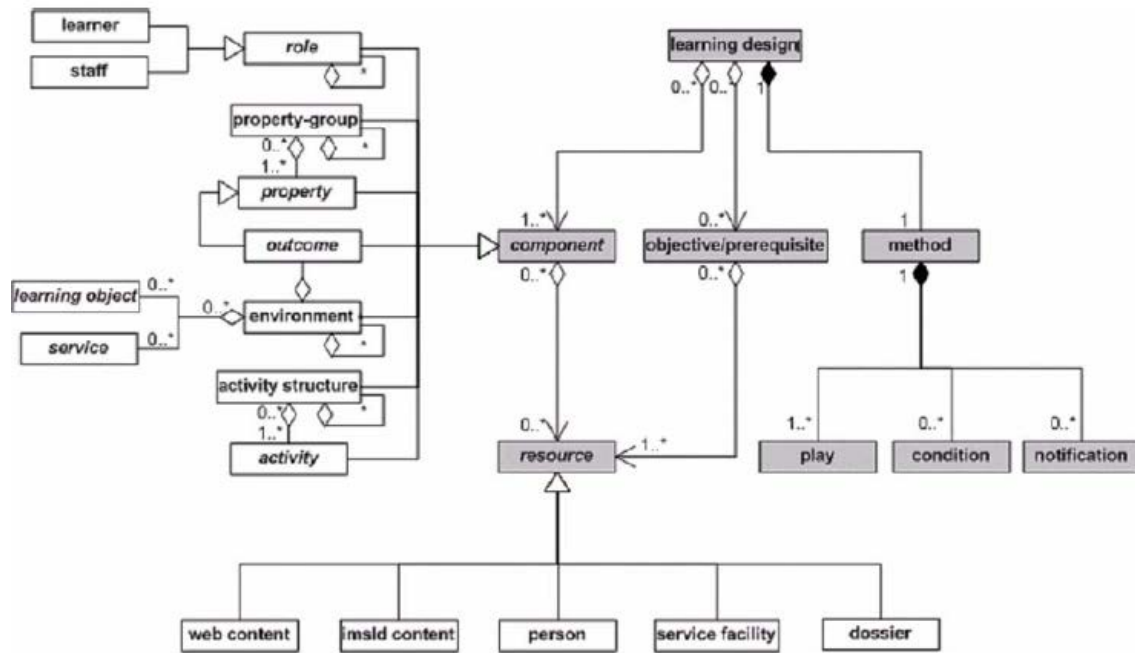 learner
staff
role
*
property-group
0..*
*
1..*
property
outcome
learning object
0..*
0..*
service
0..*
environment
*
activity structure
0..*
*
1..*
activity
learning design
0..*
0..*
1
1..*
0..*
1
component
objective/prerequisite
method
0..*
0..*
1
0..*
1..*
resource
1..*
0..*
0..*
play
condition
notification
web content
imsld content
person
service facility
dossier